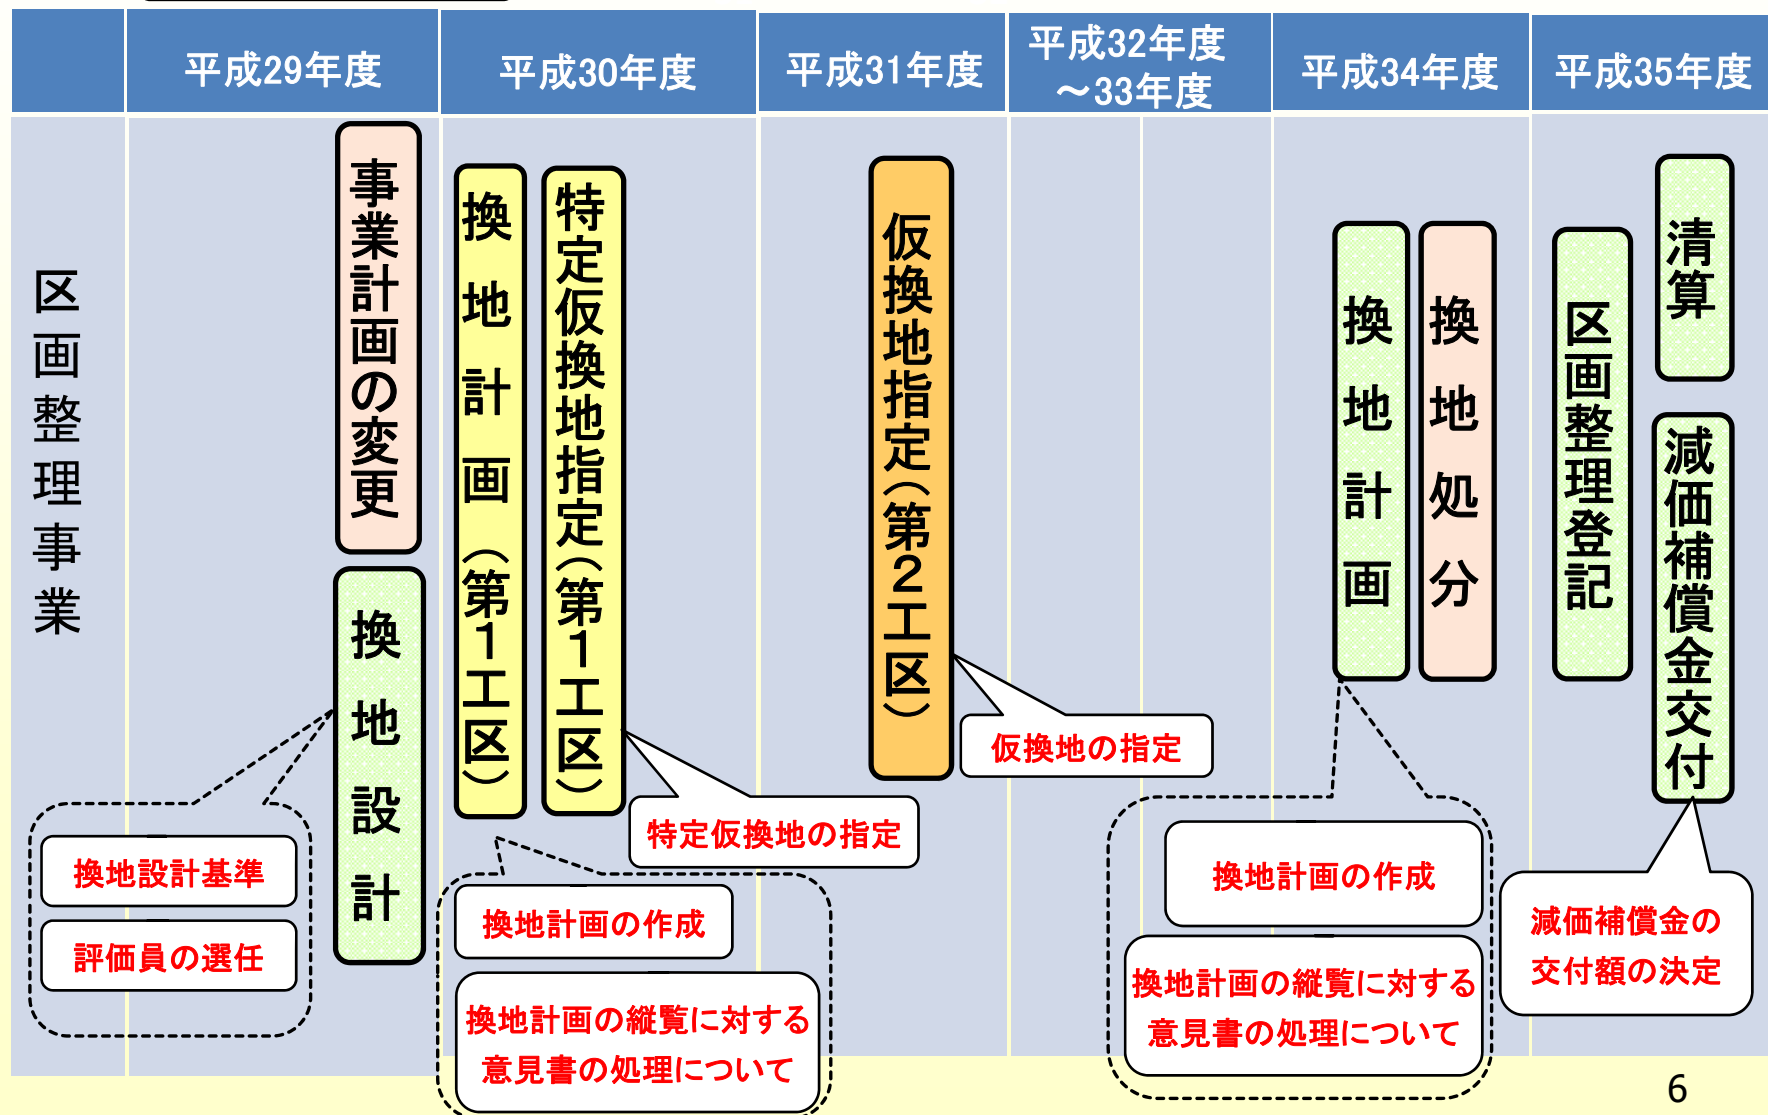 平成29年度
平成30年度
平成31年度
平成32年度
～33年度
平成34年度
平成35年度
区画整理事業
事業計画の変更
換地設計
換地計画（第1工区）
特定仮換地指定（第1工区）
仮換地指定（第2工区）
換地計画
換地処分
区画整理登記
清算
減価補償金交付
換地設計基準
評価員の選任
換地計画の作成
換地計画の縦覧に対する
意見書の処理について
特定仮換地の指定
仮換地の指定
換地計画の作成
換地計画の縦覧に対する
意見書の処理について
減価補償金の
交付額の決定
6